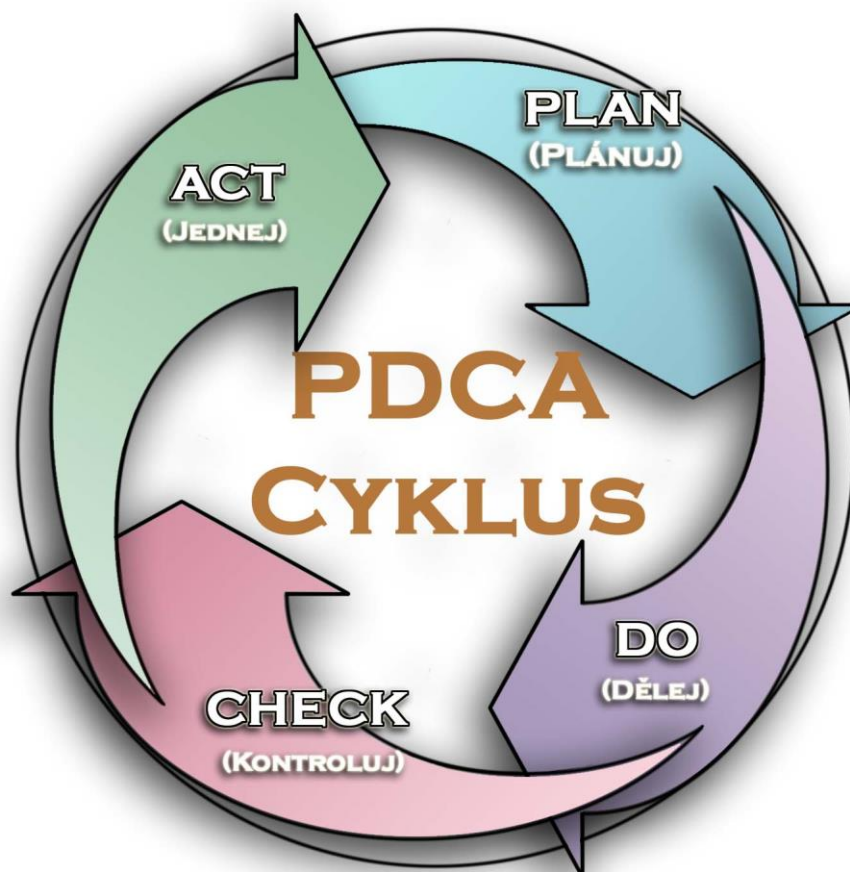 PLAN
(PLÁNUJ)
ACT
(JEDNEJ)
PDCA
CYKLUS
DO
(DĚLEJ)
CHECK
(KONTROLUJ)